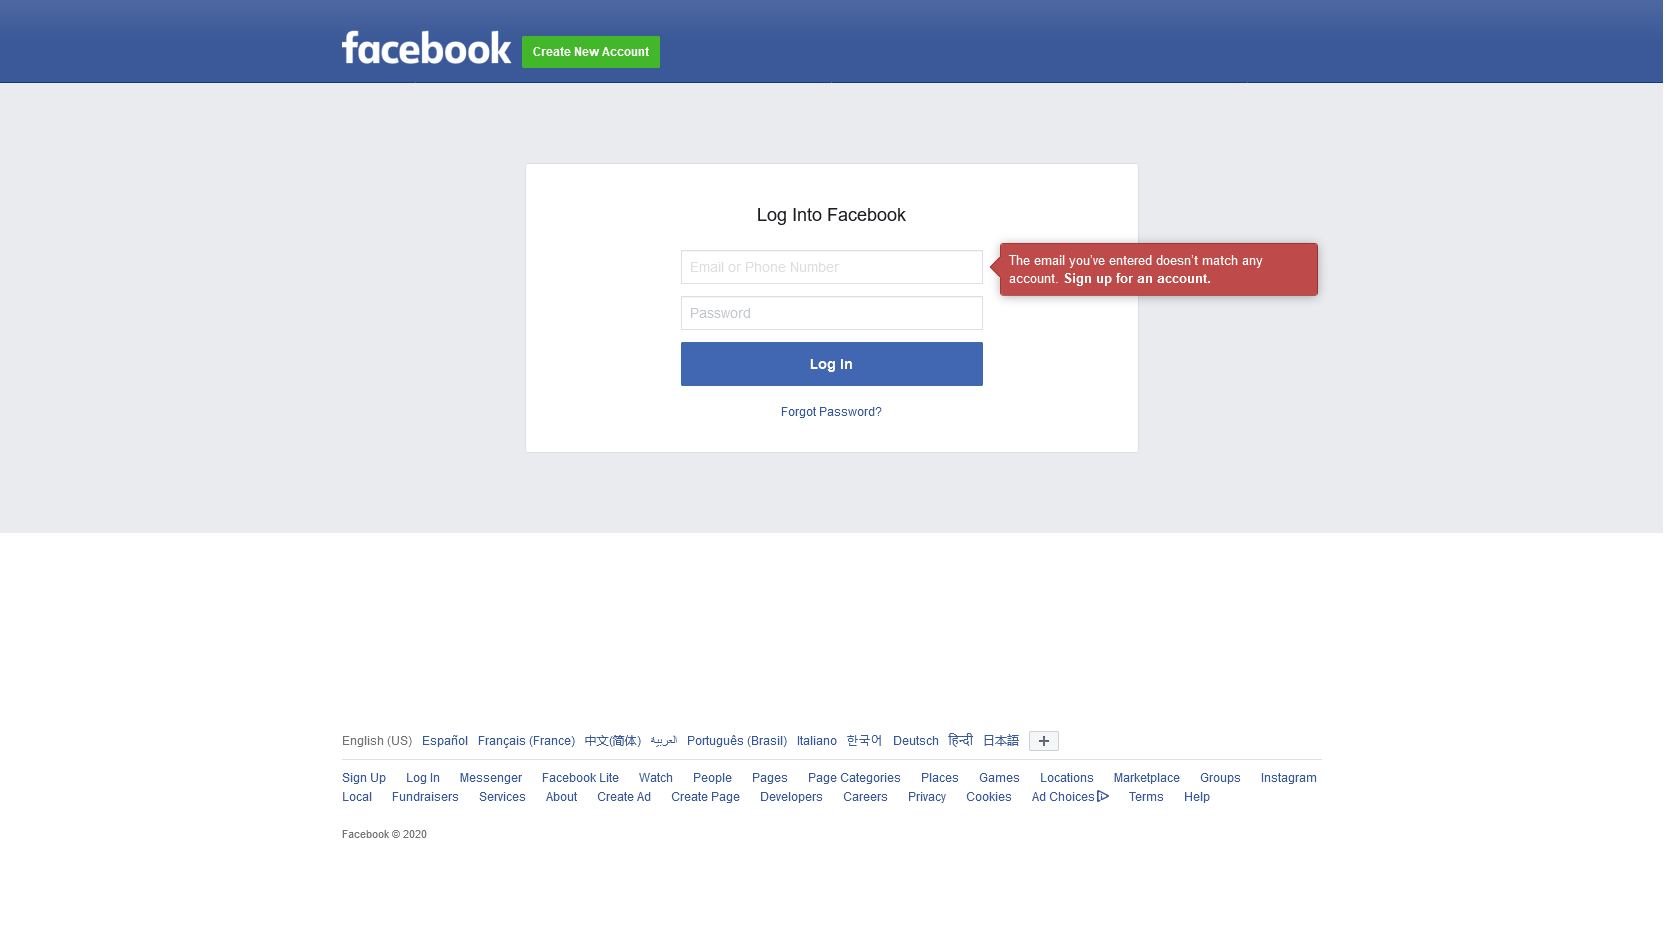 facebook
Create New Account
Log Into Facebook
Email or Phone Number
The email you've entered doesn't match any
account. Sign up for an account.
Password
Log In
Forgot Password?
English (US) Español Français (France) 中文(简体) العربية Português (Brasil) Italiano 한국어 Deutsch हिन्दी 日本語
Sign Up Log In Messenger Facebook Lite Watch People Pages Page Categories Places Games Locations Marketplace Groups Instagram
Local Fundraisers Services About Create Ad Create Page Developers Careers Privacy Cookies Ad Choices Terms Help
Facebook © 2020